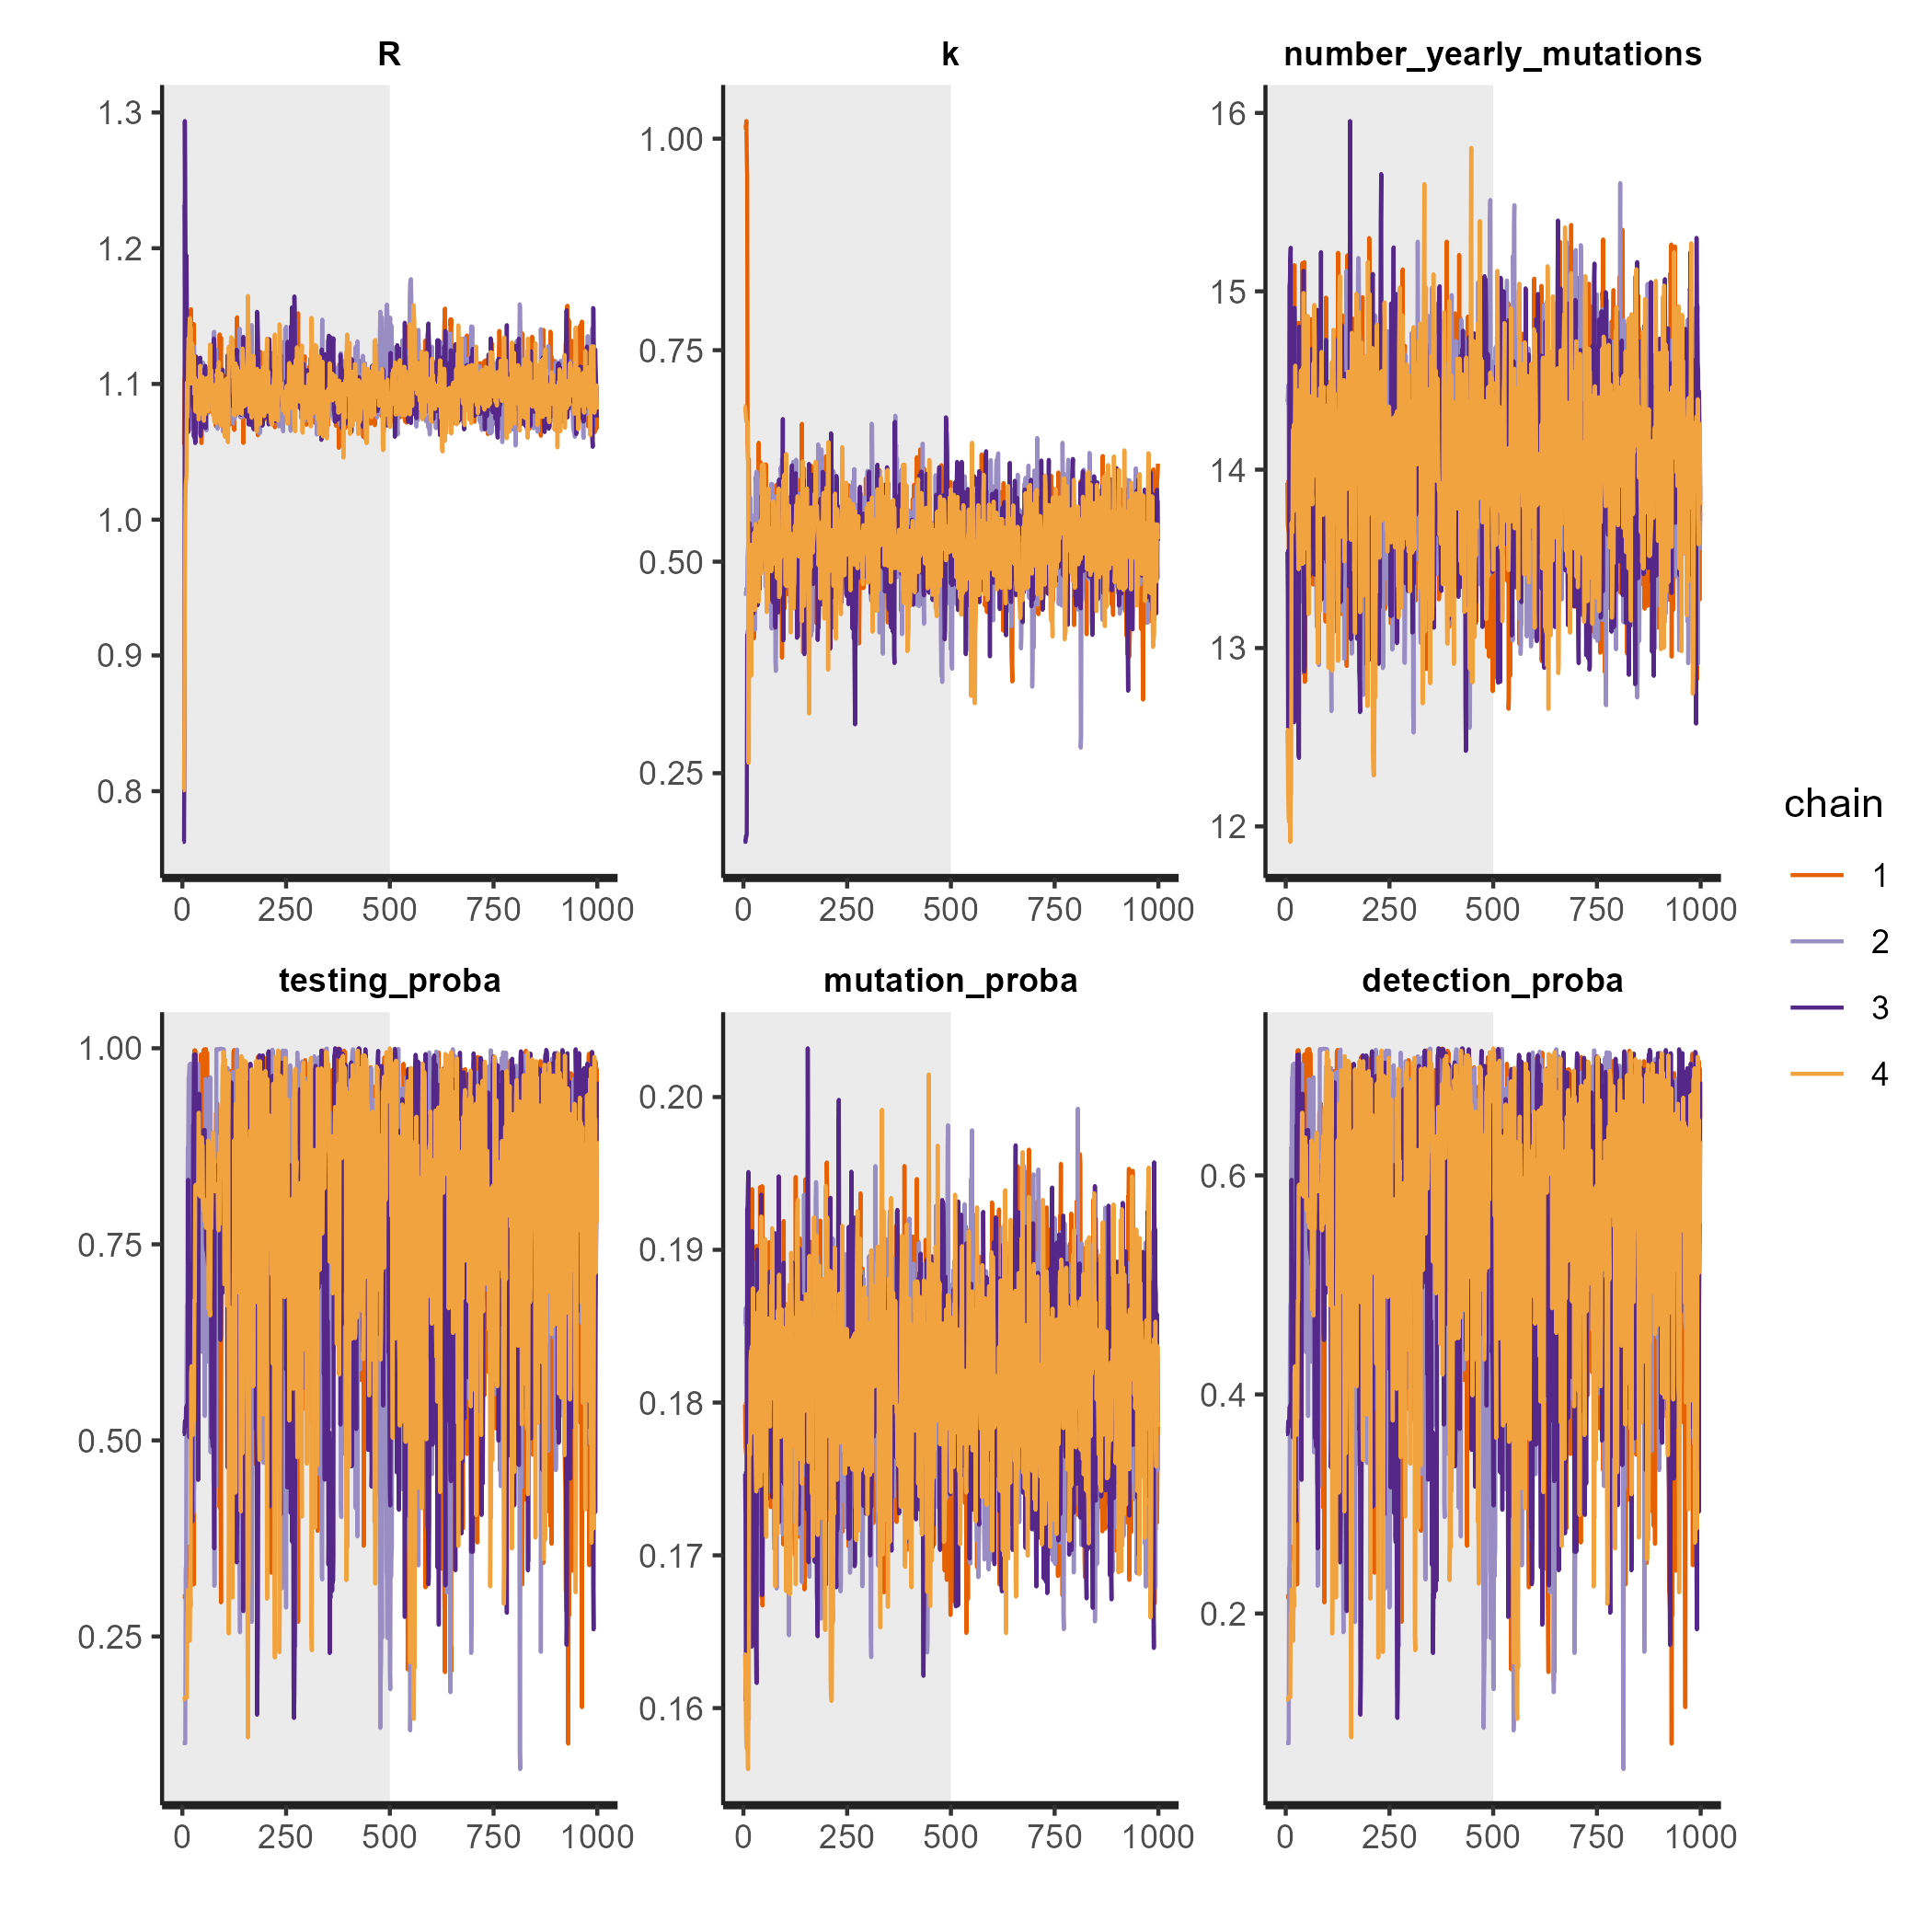 R k number_yearly_mutations
1.3 1.2 1.1 1.0 0.9 0.8
1.00 0.75 0.50 0.25
16 15 14 13 12
0 250 500 750 1000
0 250 500 750 1000
0 250 500 750 1000
testing_proba mutation_proba detection_proba
1.00 0.75 0.50 0.25
0.20 0.19 0.18 0.17 0.16
0.6 0.4 0.2
0 250 500 750 1000
0 250 500 750 1000
0 250 500 750 1000
chain
1
2
3
4